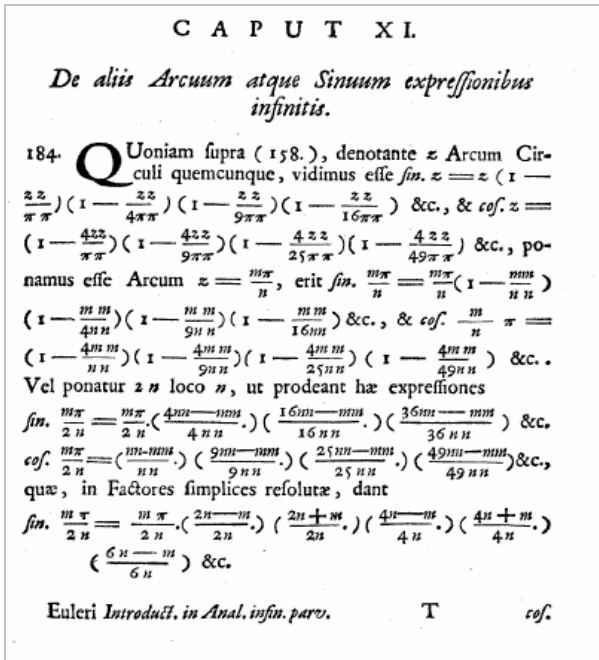 CAPUT XI.
De aliis Arcuum atque Sinuum expreſſionibus
infinitis.
184. QUoniam ſupra (158.), denotante z Arcum Cir-
culi quemcunque, vidimus eſſe ſin. z = z (1 —
zz/ππ)(1 — zz/4ππ)(1 — zz/9ππ)(1 — zz/16ππ) &c., & coſ. z =
(1 — 4zz/ππ)(1 — 4zz/9ππ)(1 — 4zz/25ππ)(1 — 4zz/49ππ) &c., po-
namus eſſe Arcum z = mπ/n, erit ſin. mπ/n = mπ/n(1 — mm/nn)
(1 — mm/4nn)(1 — mm/9nn)(1 — mm/16nn) &c., & coſ. m/n π =
(1 — 4mm/nn)(1 — 4mm/9nn)(1 — 4mm/25nn)(1 — 4mm/49nn) &c..
Vel ponatur 2n loco n, ut prodeant hæ expreſſiones
ſin. mπ/2n = mπ/2n.(4nn—mm/4nn.)(16nn—mm/16nn.)(36nn—mm/36nn) &c.
coſ. mπ/2n = (nn-mm/nn.)(9nn—mm/9nn.)(25nn—mm/25nn.)(49nn—mm/49nn) &c.,
quæ, in Factores ſimplices reſolutæ, dant
ſin. mπ/2n = mπ/2n.(2n—m/2n.)(2n+m/2n.)(4n—m/4n.)(4n+m/4n.)
(6n—m/6n) &c.
Euleri Introduct. in Anal. infin. parv. T coſ.